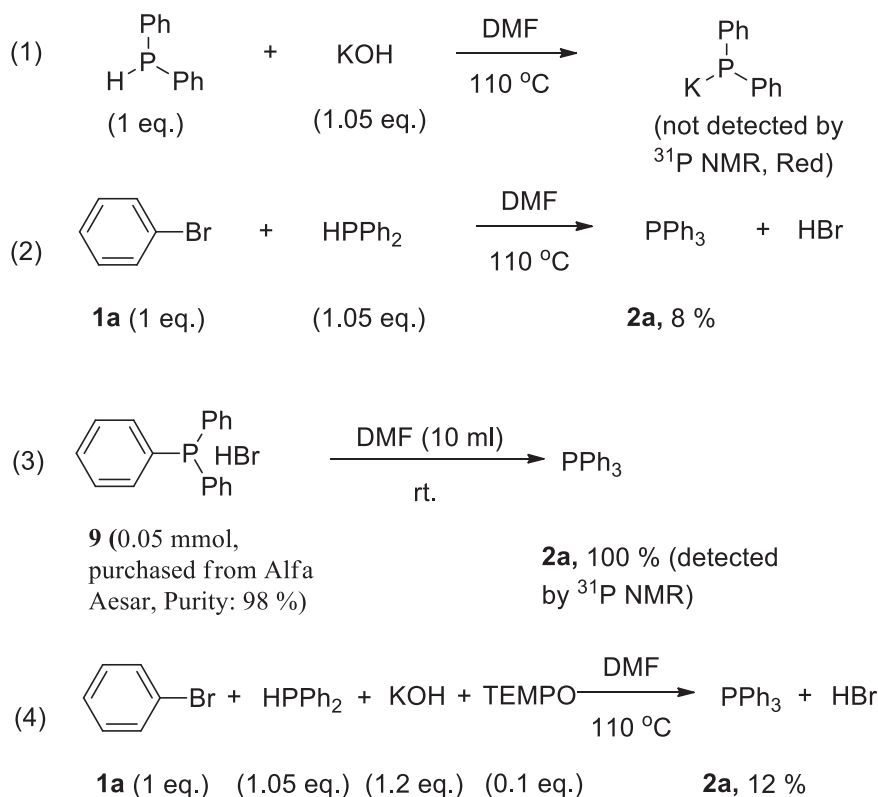 (1) H P Ph Ph + KOH DMF 110 °C K P Ph Ph
(1 eq.) (1.05 eq.) (not detected by
³¹P NMR, Red)
(2) Br + HPPh₂ DMF 110 °C PPh₃ + HBr
1a (1 eq.) (1.05 eq.) 2a, 8 %
(3) P Ph Ph HBr DMF (10 ml) rt. PPh₃
9 (0.05 mmol,
purchased from Alfa
Aesar, Purity: 98 %)
2a, 100 % (detected
by ³¹P NMR)
(4) Br + HPPh₂ + KOH + TEMPO DMF 110 °C PPh₃ + HBr
1a (1 eq.) (1.05 eq.) (1.2 eq.) (0.1 eq.) 2a, 12 %